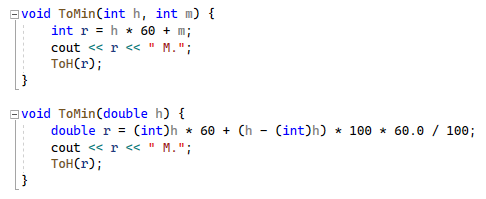 void ToMin(int h, int m) {
    int r = h * 60 + m;
    cout << r << " M.";
    ToH(r);
}
void ToMin(double h) {
    double r = (int)h * 60 + (h - (int)h) * 100 * 60.0 / 100;
    cout << r << " M.";
    ToH(r);
}